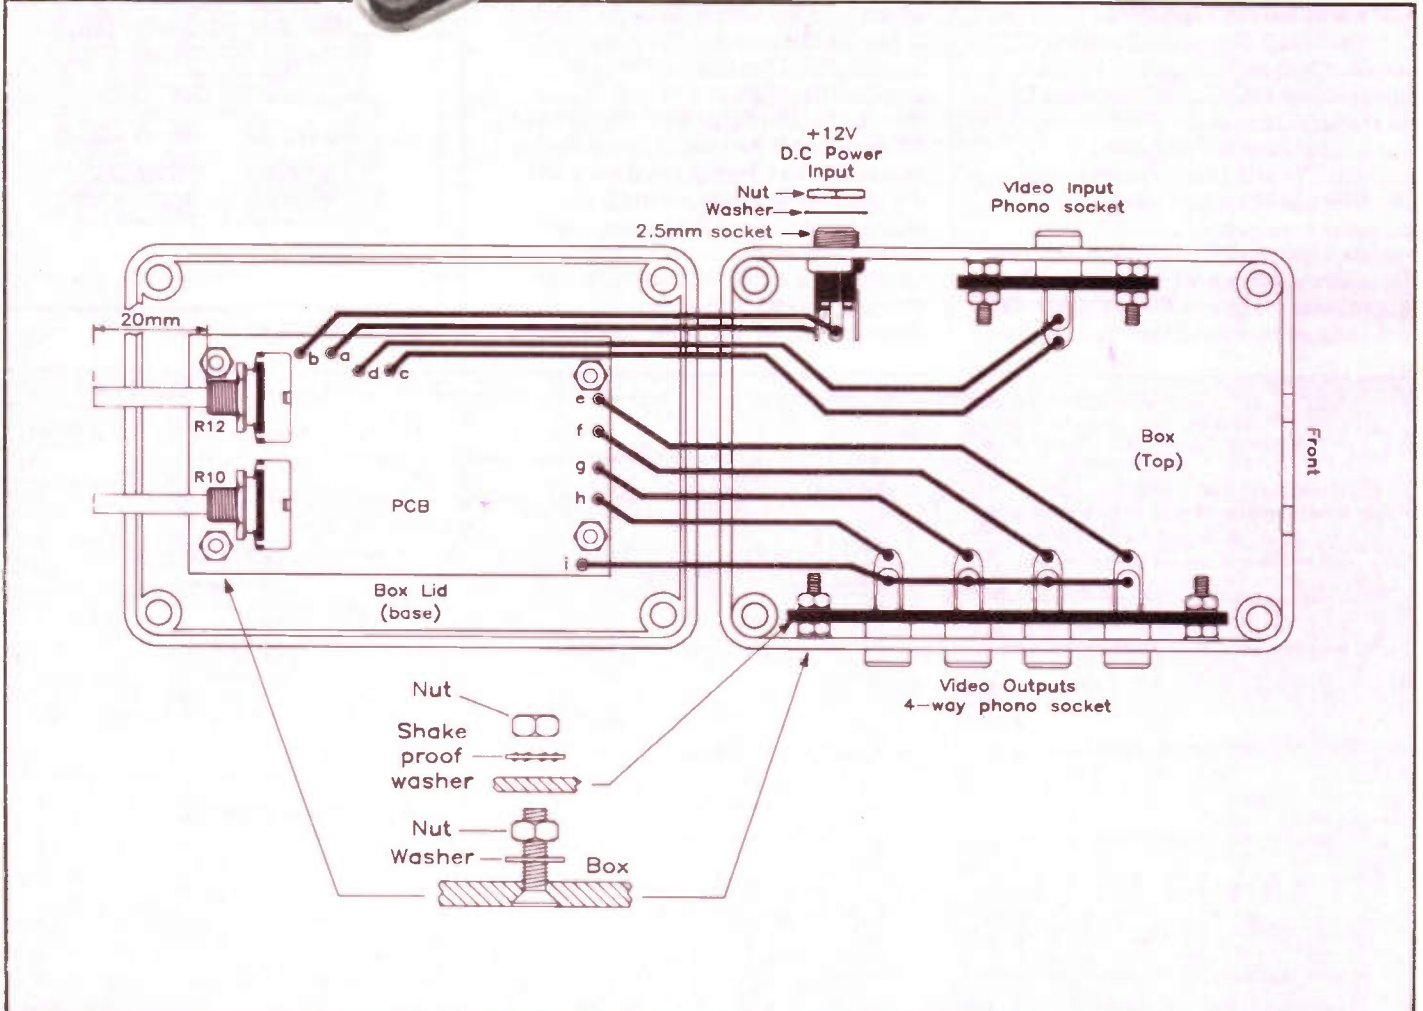 +12V
D.C Power
Input
Nut
Washer
2.5mm socket
Video Input
Phono socket
20mm
b
a
d
c
e
f
g
h
i
R12
R10
PCB
Box Lid
(base)
Box
(Top)
Front
Video Outputs
4-way phono socket
Nut
Shake
proof
washer
Nut
Washer
Box